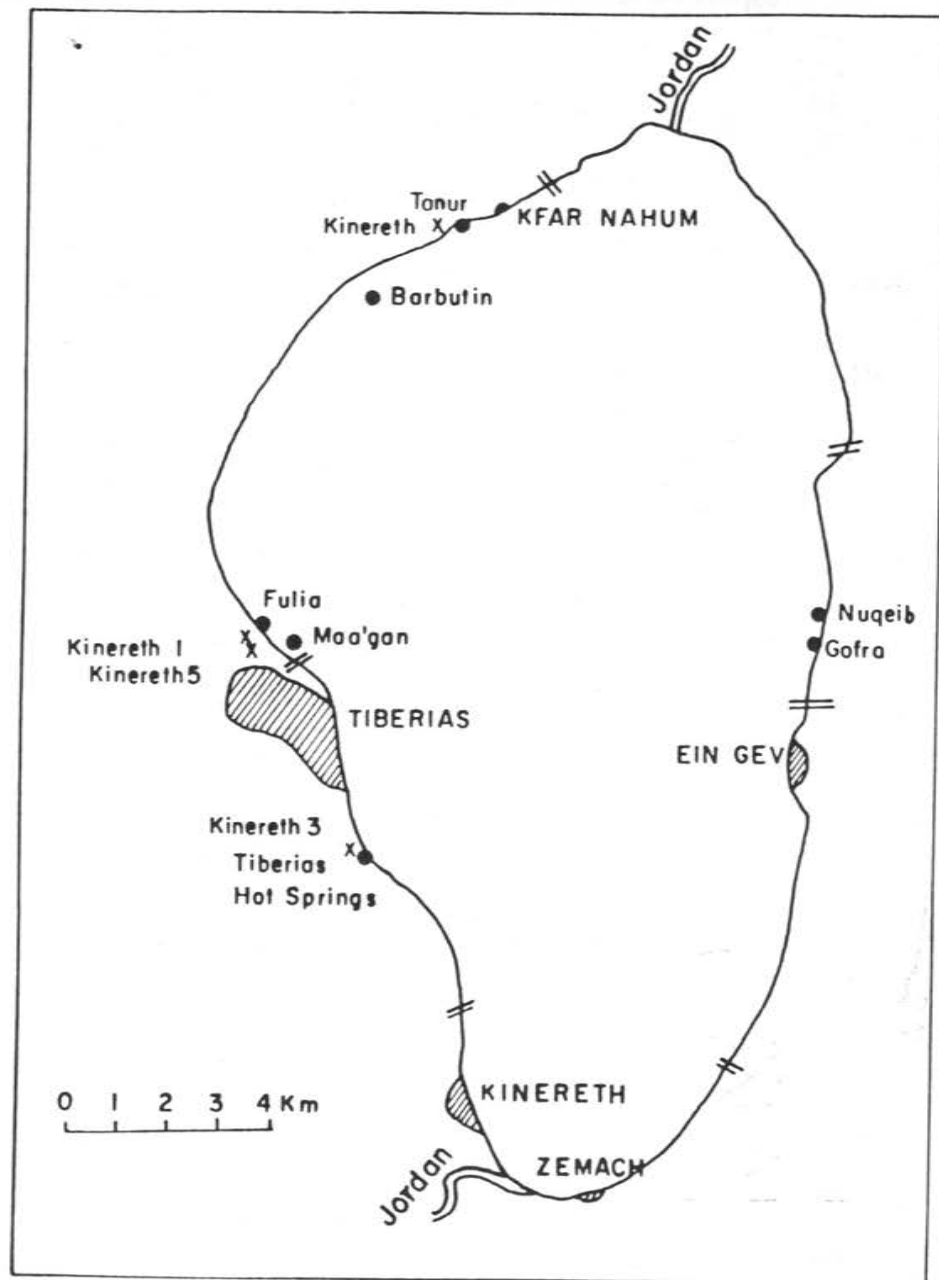 Jordan
Tanur
Kinereth
KFAR NAHUM
Barbutin
Fulia
Maa'gan
Nuqeib
Kinereth 1
Gofra
Kinereth 5
TIBERIAS
EIN GEV
Kinereth 3
Tiberias
Hot Springs
0 1 2 3 4 Km
KINERETH
ZEMACH
Jordan